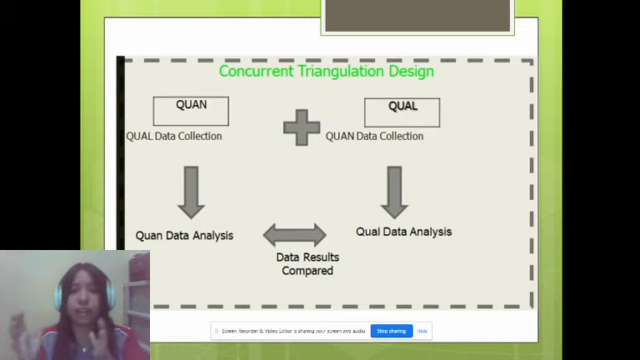 Concurrent Triangulation Design
QUAN
QUAL
QUAL Data Collection
QUAN Data Collection
Quan Data Analysis
Qual Data Analysis
Data Results
Compared
Screen Recorder & Video Editor is sharing your screen and audio.
Stop sharing
Hide